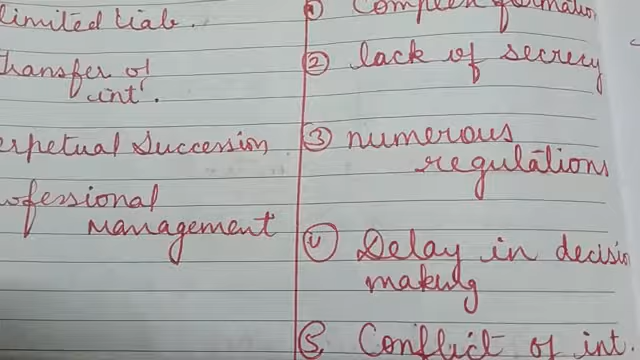 limited liab.
transfer of
int'.
erpetual Succession
ofessional
management
① Complex formation
② lack of secrecy
③ numerous
regulations
④ Delay in decision
making
⑤ Conflict of int.